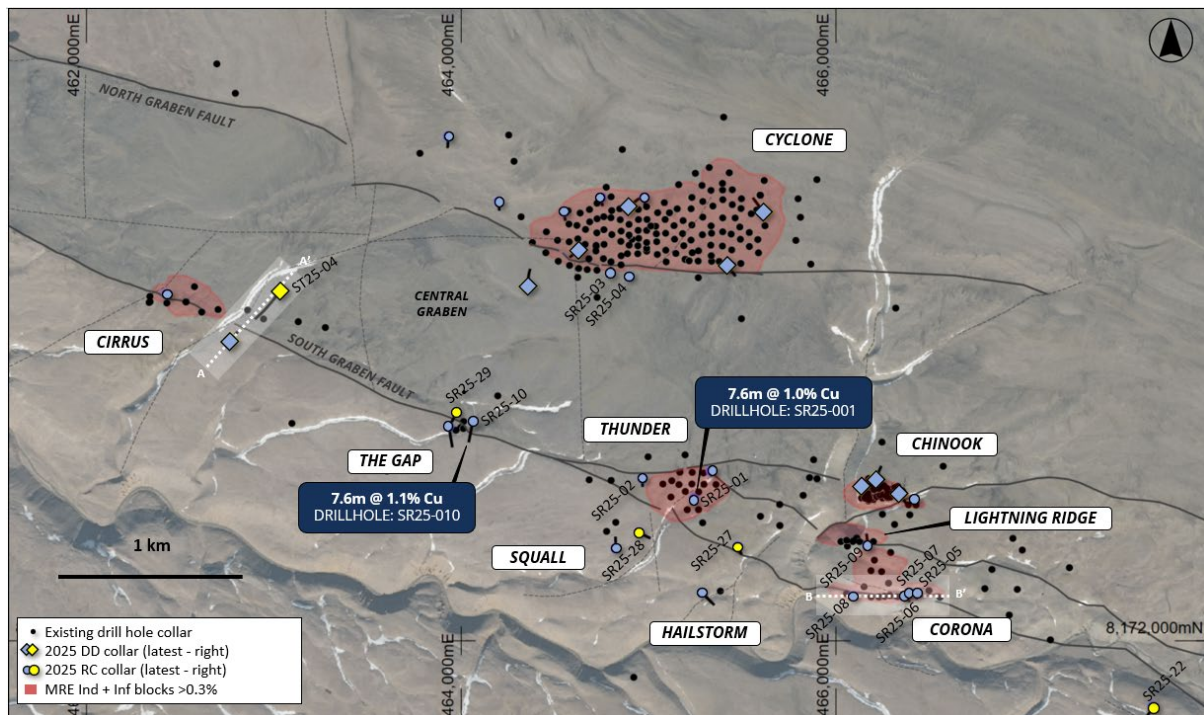 462,000mE
464,000mE
466,000mE
NORTH GRABEN FAULT
CYCLONE
A'
ST25-04
SR25-03
SR25-04
CENTRAL
GRABEN
CIRRUS
A
SOUTH GRABEN FAULT
SR25-29
SR25-10
7.6m @ 1.0% Cu
DRILLHOLE: SR25-001
THUNDER
CHINOOK
THE GAP
SR25-02
SR25-01
7.6m @ 1.1% Cu
DRILLHOLE: SR25-010
LIGHTNING RIDGE
1 km
SQUALL
SR25-28
SR25-27
SR25-09
SR25-07
SR25-05
B
B'
SR25-08
SR25-06
HAILSTORM
CORONA
8,172,000mN
Existing drill hole collar
2025 DD collar (latest - right)
2025 RC collar (latest - right)
MRE Ind + Inf blocks >0.3%
464,000mE
466,000mE
SR25-22